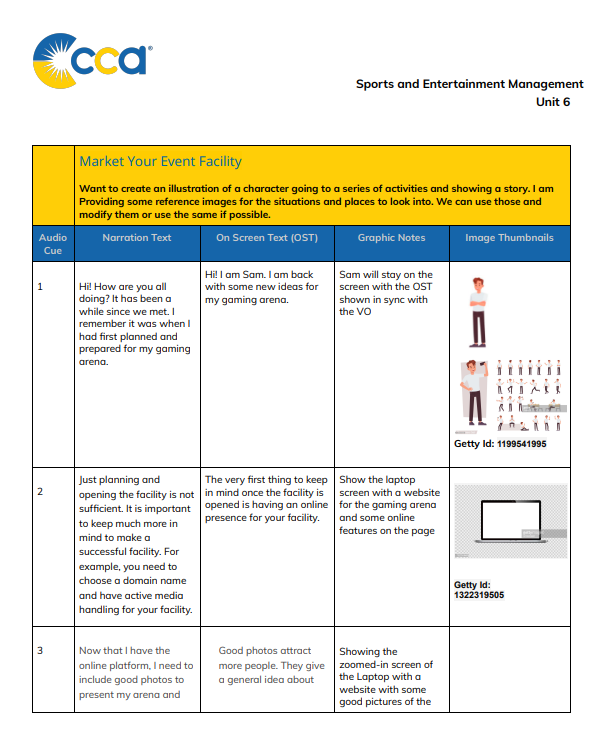 cca®
Sports and Entertainment Management
Unit 6
Market Your Event Facility
Want to create an illustration of a character going to a series of activities and showing a story. I am
Providing some reference images for the situations and places to look into. We can use those and
modify them or use the same if possible.
Audio
Cue
Narration Text
On Screen Text (OST)
Graphic Notes
Image Thumbnails
1
Hi! How are you all
doing? It has been a
while since we met. I
remember it was when I
had first planned and
prepared for my gaming
arena.
Hi! I am Sam. I am back
with some new ideas for
my gaming arena.
Sam will stay on the
screen with the OST
shown in sync with
the VO
Getty Id: 1199541995
2
Just planning and
opening the facility is not
sufficient. It is important
to keep much more in
mind to make a
successful facility. For
example, you need to
choose a domain name
and have active media
handling for your facility.
The very first thing to keep
in mind once the facility is
opened is having an online
presence for your facility.
Show the laptop
screen with a website
for the gaming arena
and some online
features on the page
Getty Id:
1322319505
3
Now that I have the
online platform, I need to
include good photos to
present my arena and
Good photos attract
more people. They give
a general idea about
Showing the
zoomed-in screen of
the Laptop with a
website with some
good pictures of the